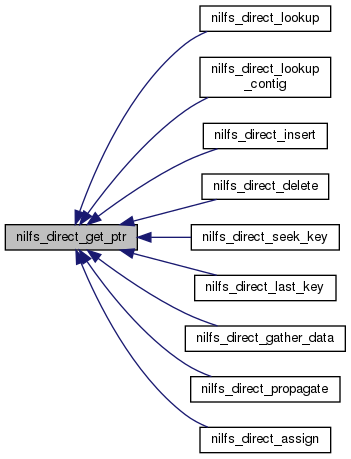 nilfs_direct_lookup
nilfs_direct_lookup
_contig
nilfs_direct_insert
nilfs_direct_delete
nilfs_direct_get_ptr
nilfs_direct_seek_key
nilfs_direct_last_key
nilfs_direct_gather_data
nilfs_direct_propagate
nilfs_direct_assign